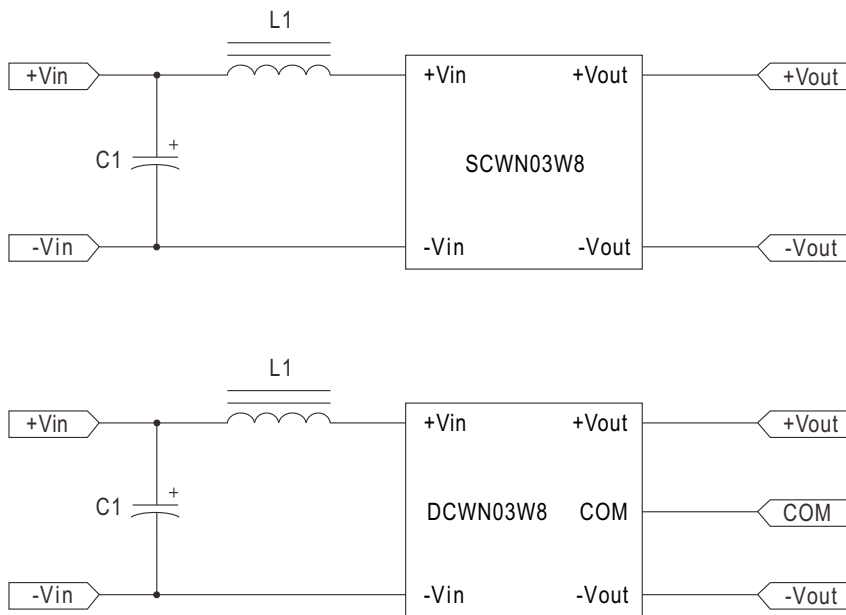 L1
+Vin +Vin +Vout +Vout
+
C1 SCWN03W8
-Vin -Vin -Vout -Vout
L1
+Vin +Vin +Vout +Vout
+
C1 DCWN03W8 COM COM
-Vin -Vin -Vout -Vout